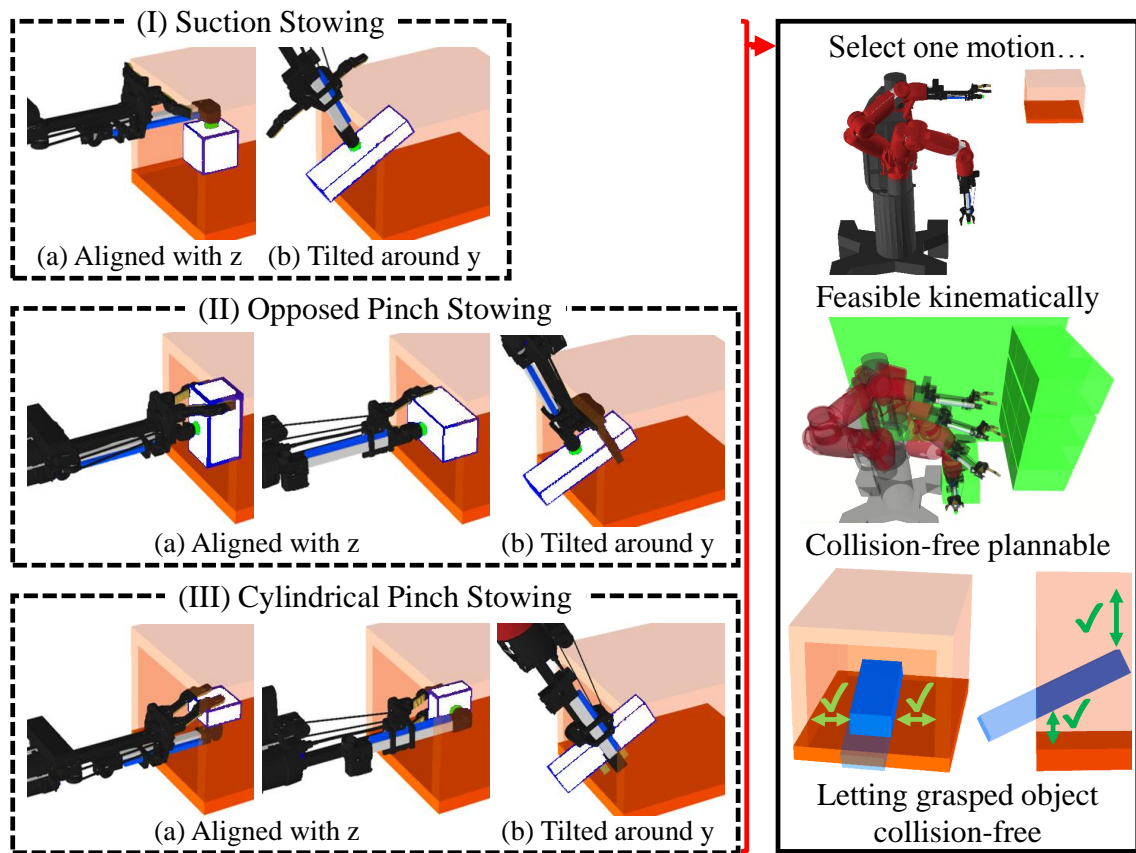 (I) Suction Stowing
(a) Aligned with z
(b) Tilted around y
(II) Opposed Pinch Stowing
(a) Aligned with z
(b) Tilted around y
(III) Cylindrical Pinch Stowing
(a) Aligned with z
(b) Tilted around y
Select one motion…
Feasible kinematically
Collision-free plannable
Letting grasped object
collision-free